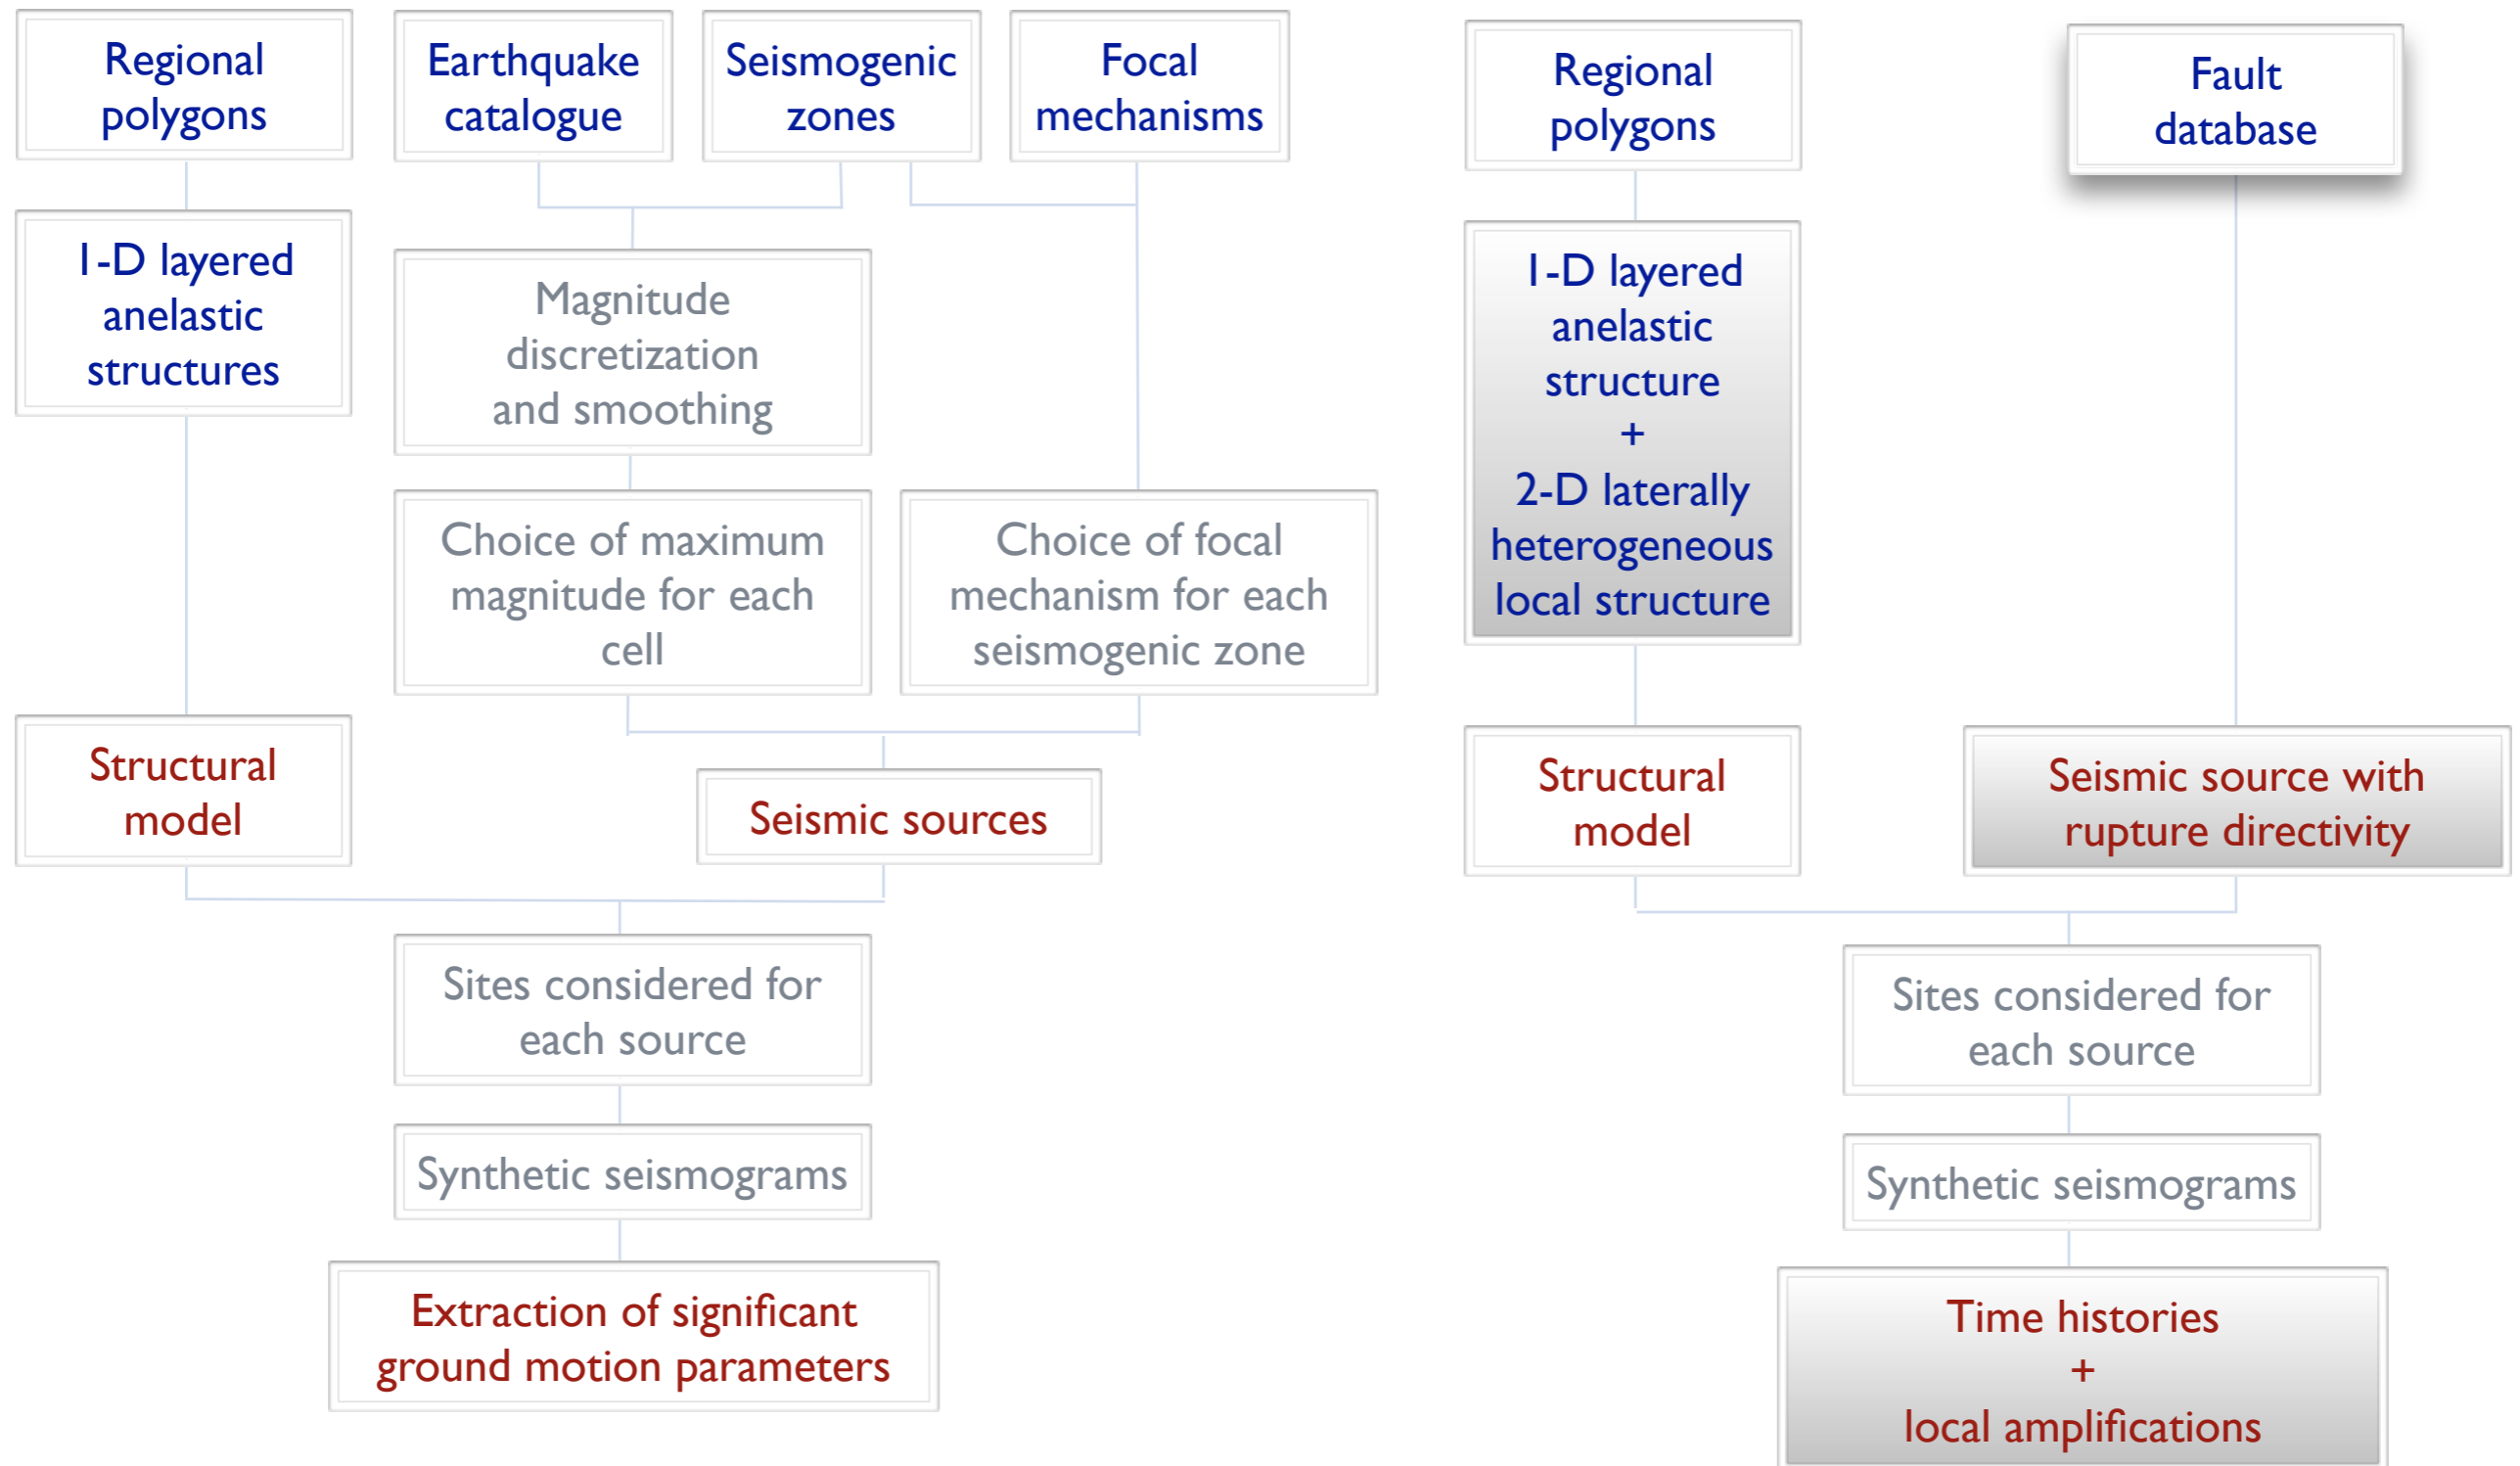 Regional
polygons
Earthquake
catalogue
Seismogenic
zones
Focal
mechanisms
1-D layered
anelastic
structures
Magnitude
discretization
and smoothing
Choice of maximum
magnitude for each
cell
Choice of focal
mechanism for each
seismogenic zone
Structural
model
Seismic sources
Sites considered for
each source
Synthetic seismograms
Extraction of significant
ground motion parameters
Regional
polygons
Fault
database
1-D layered
anelastic
structure
+
2-D laterally
heterogeneous
local structure
Structural
model
Seismic source with
rupture directivity
Sites considered for
each source
Synthetic seismograms
Time histories
+
local amplifications